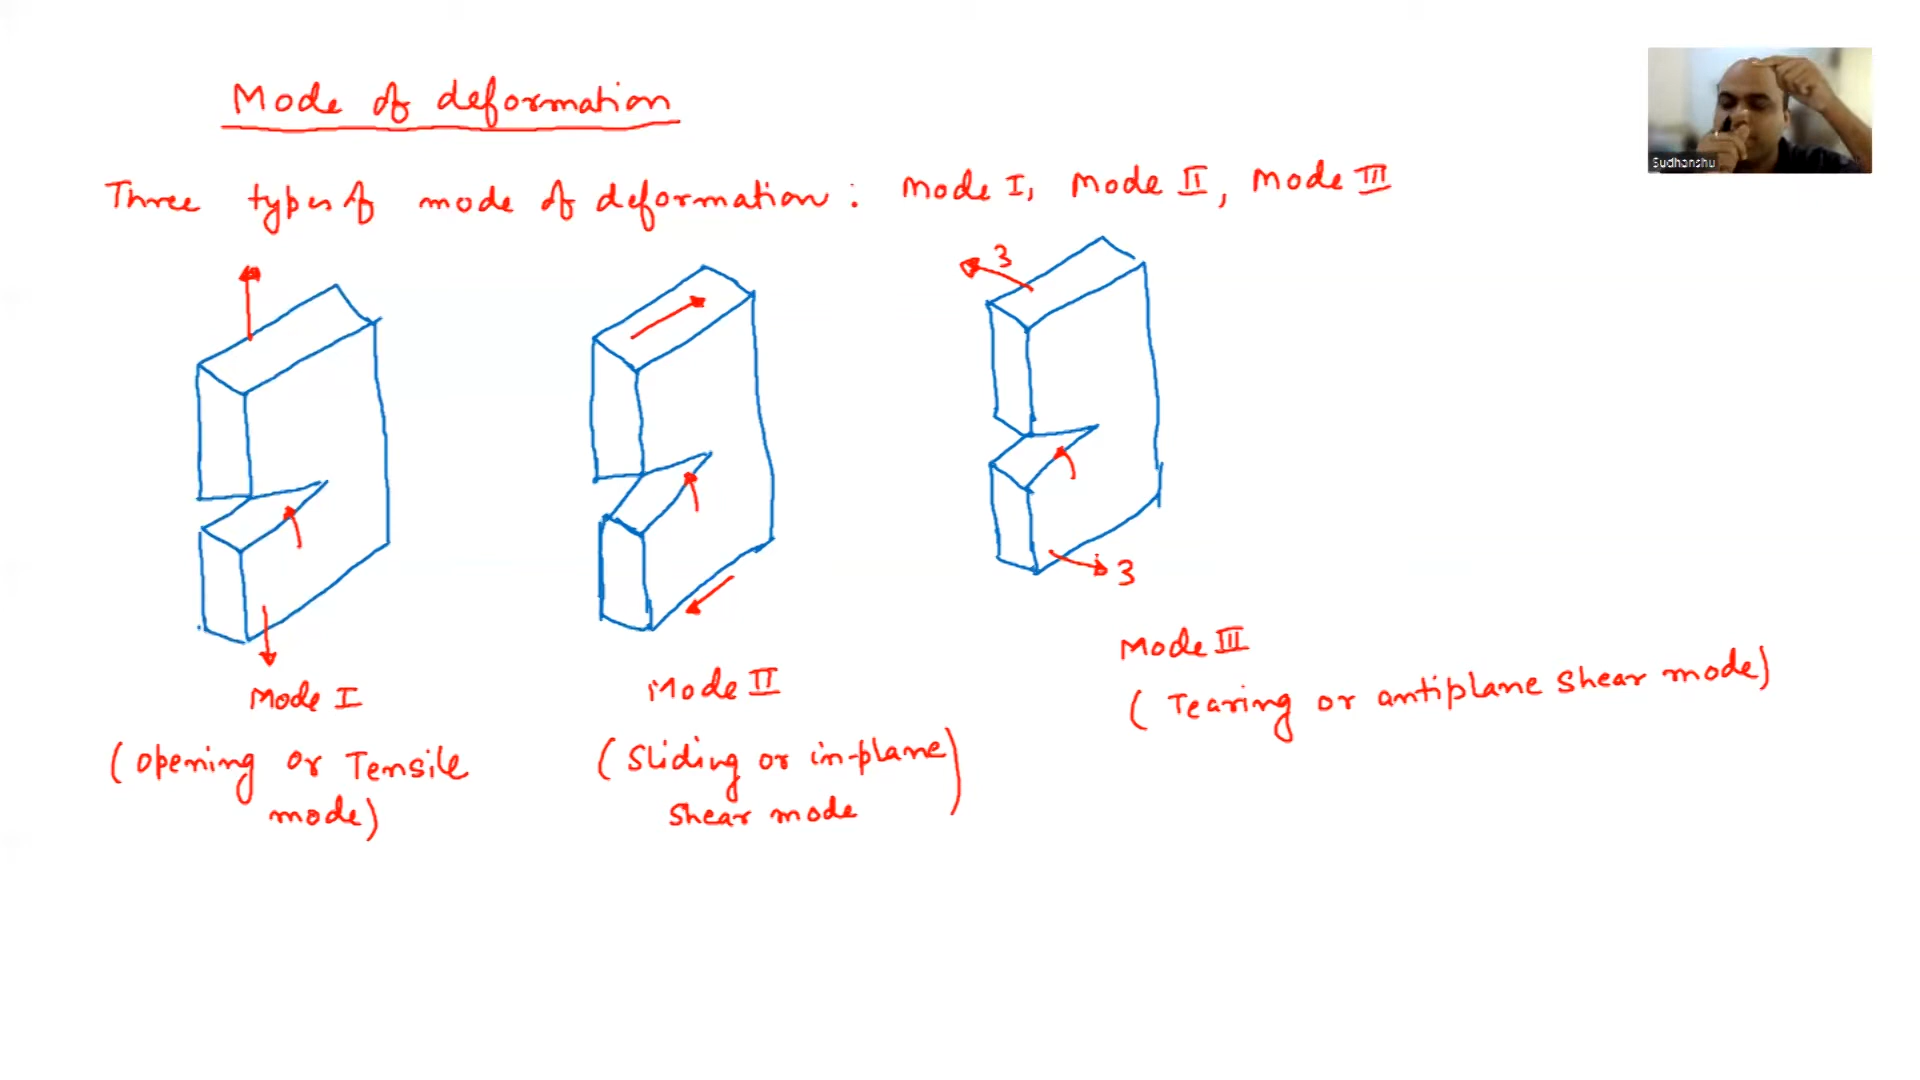 Mode of deformation
Sudhanshu
Three types of mode of deformation : Mode I, Mode II, Mode III
3
3
Mode I
(Opening or Tensile
mode)
Mode II
(Sliding or in-plane
shear mode)
Mode III
(Tearing or antiplane shear mode)